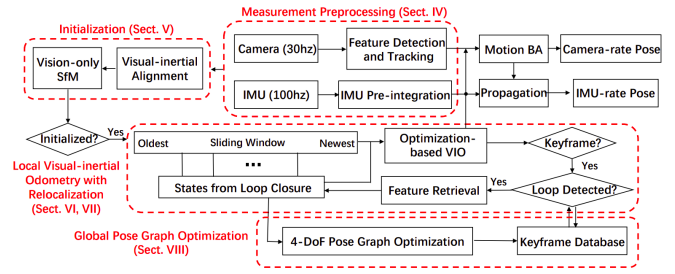 Measurement Preprocessing (Sect. IV)
Initialization (Sect. V)
Vision-only
SfM
Visual-inertial
Alignment
Camera (30hz)
Feature Detection
and Tracking
Motion BA
Camera-rate Pose
IMU (100hz)
IMU Pre-integration
Propagation
IMU-rate Pose
Initialized?
Yes
Oldest Sliding Window Newest
...
States from Loop Closure
Optimization-
based VIO
Keyframe?
Yes
Loop Detected?
Yes
Feature Retrieval
Local Visual-inertial
Odometry with
Relocalization
(Sect. VI, VII)
Global Pose Graph Optimization
(Sect. VIII)
4-DoF Pose Graph Optimization
Keyframe Database